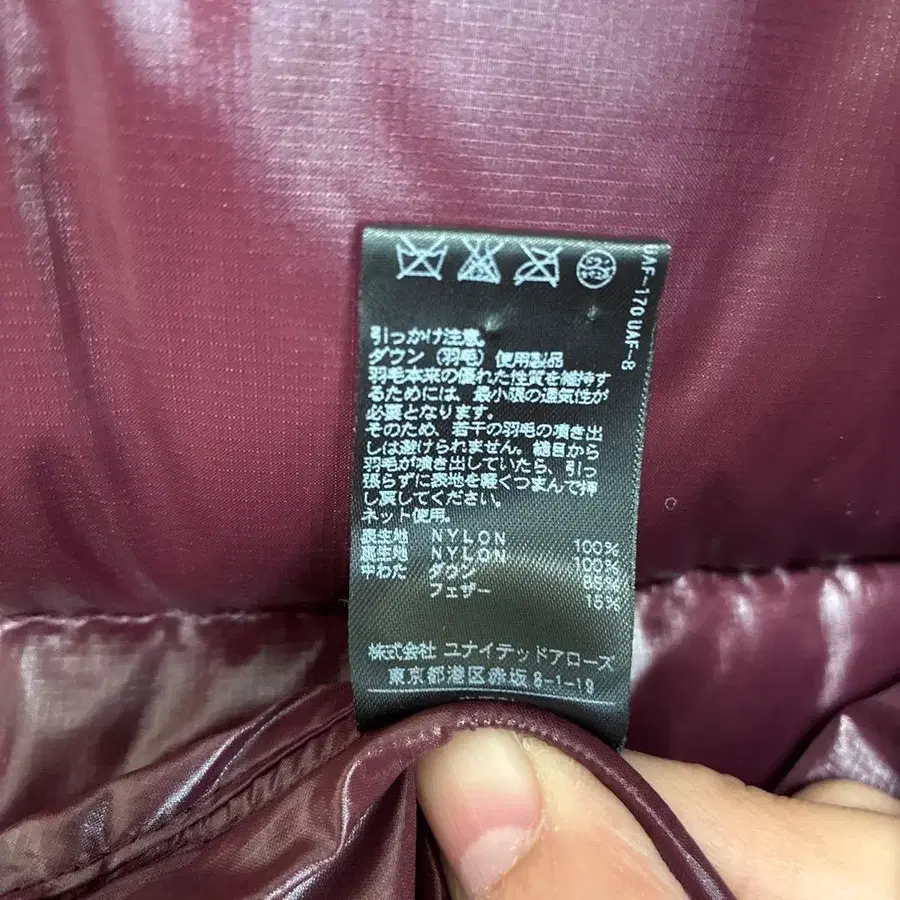 UAF-170 UAF-8
引っかけ注意。
ダウン（羽毛）使用製品
羽毛本来の優れた性質を維持す
るためには、最小限の通気性が
必要となります。
そのため、若干の羽毛の噴き出
しは避けられません。縫目から
羽毛が噴き出していたら、引っ
張らずに表地を軽くつまんで押
し戻してください。
ネット使用。
表生地 NYLON 100%
裏生地 NYLON 100%
中わた ダウン 85%
フェザー 15%
株式会社 ユナイテッドアローズ
東京都港区赤坂8-1-19